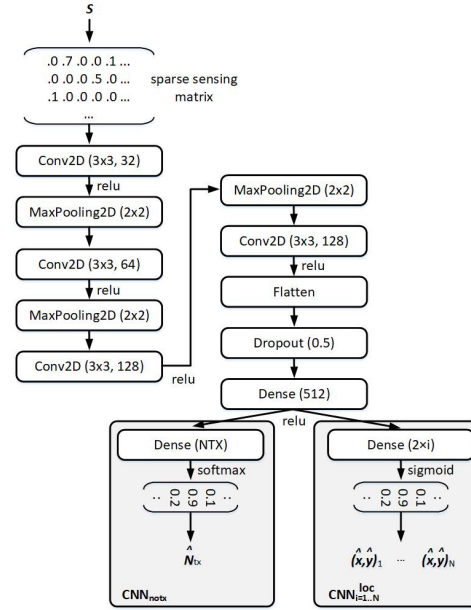 S
.0 .7 .0 .0 .1 ...
.0 .0 .0 .5 .0 ...
.1 .0 .0 .0 .0 ...
...
sparse sensing
matrix
Conv2D (3x3, 32)
relu
MaxPooling2D (2x2)
Conv2D (3x3, 64)
relu
MaxPooling2D (2x2)
Conv2D (3x3, 128)
relu
MaxPooling2D (2x2)
Conv2D (3x3, 128)
relu
Flatten
Dropout (0.5)
Dense (512)
relu
Dense (NTX)
softmax
.. 0.2 0.9 0.1 ..
N̂tx
CNNnotx
Dense (2×i)
sigmoid
.. 0.2 0.9 0.1 ..
(x̂,ŷ)1 ... (x̂,ŷ)N
CNN loc i=1..N